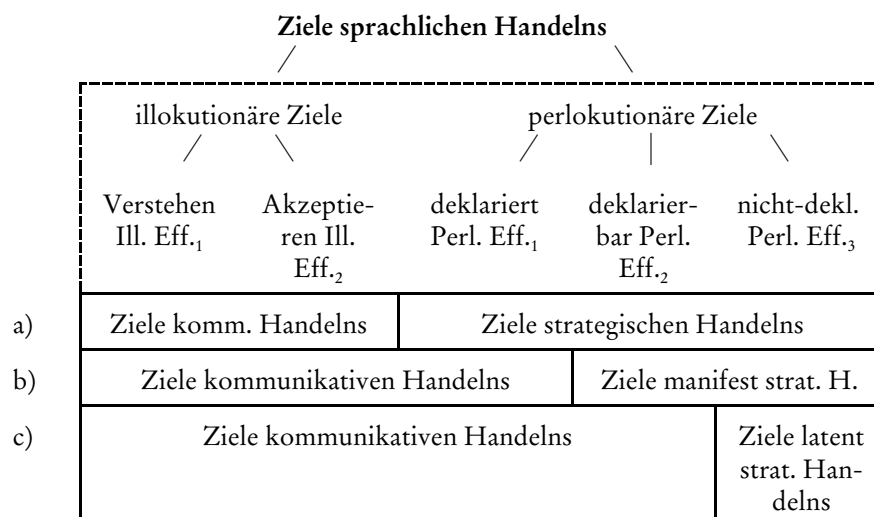 Ziele sprachlichen Handelns
illokutionäre Ziele perlokutionäre Ziele
Verstehen Akzeptie- deklariert deklarier- nicht-dekl.
Ill. Eff.₁ ren Ill. Perl. Eff.₁ bar Perl. Perl. Eff.₃
Eff.₂ Eff.₂
a) Ziele komm. Handelns Ziele strategischen Handelns
b) Ziele kommunikativen Handelns Ziele manifest strat. H.
c) Ziele kommunikativen Handelns Ziele latent
strat. Han-
delns